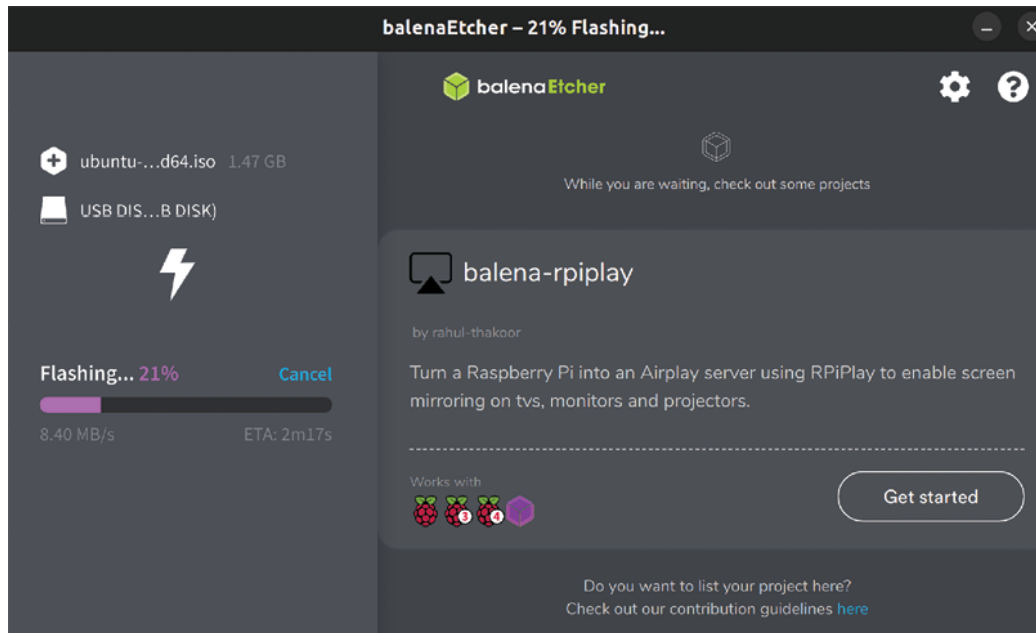 balenaEtcher – 21% Flashing...
balenaEtcher
ubuntu-...d64.iso 1.47 GB
USB DIS...B DISK)
Flashing... 21% Cancel
8.40 MB/s ETA: 2m17s
While you are waiting, check out some projects
balena-rpiplay
by rahul-thakoor
Turn a Raspberry Pi into an Airplay server using RPiPlay to enable screen
mirroring on tvs, monitors and projectors.
Works with
3 4
Get started
Do you want to list your project here?
Check out our contribution guidelines here